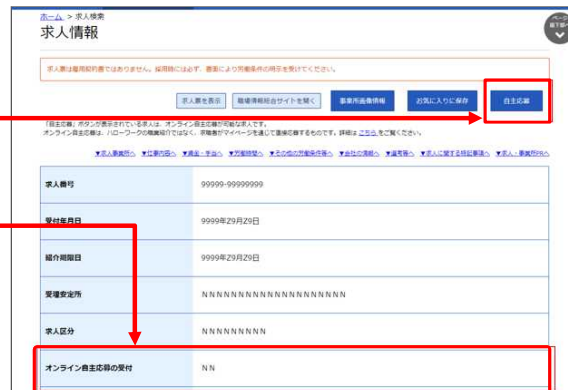 ホーム > 求人検索
求人情報
ページ
最下部へ
求人票は雇用契約書ではありません。採用時には必ず、書面により労働条件の明示を受けてください。
求人票を表示 職場情報総合サイトを開く 事業所画像情報 お気に入りに保存 自主応募
「自主応募」ボタンが表示されている求人は、オンライン自主応募が可能な求人です。
オンライン自主応募は、ハローワークの職業紹介ではなく、求職者がマイページを通じて直接応募するものです。詳細は こちら をご覧ください。
▼求人事業所へ ▼仕事内容へ ▼賃金・手当へ ▼労働時間へ ▼その他の労働条件等へ ▼会社の情報へ ▼選考等へ ▼求人に関する特記事項へ ▼求人・事業所PRへ
求人番号 99999-99999999
受付年月日 9999年Z9月Z9日
紹介期限日 9999年Z9月Z9日
受理安定所 NNNNNNNNNNNNNNNNNNNN
求人区分 NNNNNNNNN
オンライン自主応募の受付 NN